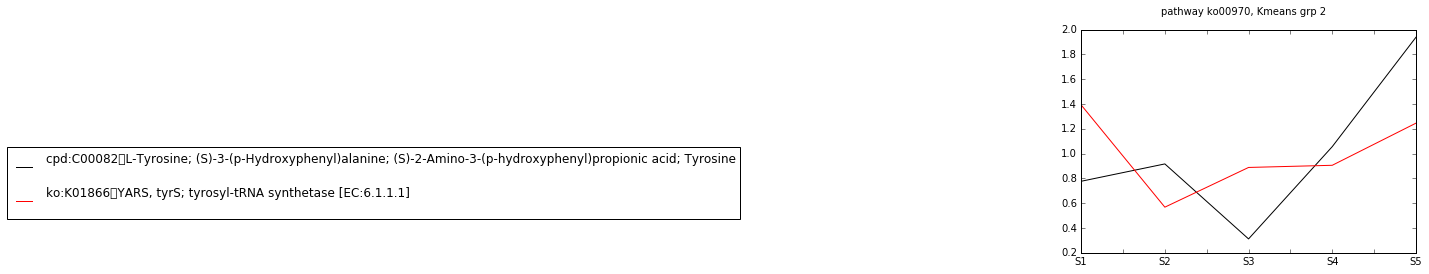 pathway ko00970, Kmeans grp 2
cpd:C00082▯L-Tyrosine; (S)-3-(p-Hydroxyphenyl)alanine; (S)-2-Amino-3-(p-hydroxyphenyl)propionic acid; Tyrosine
ko:K01866▯YARS, tyrS; tyrosyl-tRNA synthetase [EC:6.1.1.1]
2.0
1.8
1.6
1.4
1.2
1.0
0.8
0.6
0.4
0.2
S1 S2 S3 S4 S5